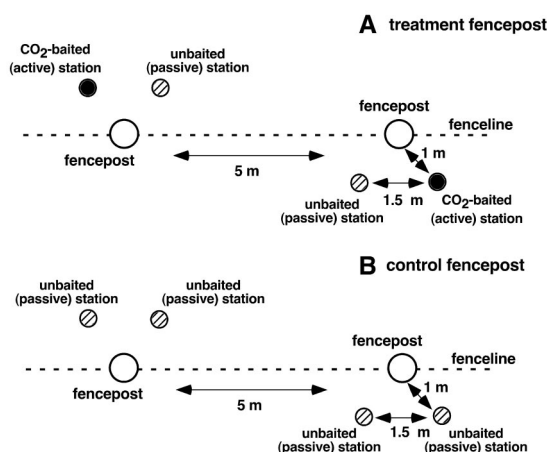 A treatment fencepost
CO2-baited
(active) station
unbaited
(passive) station
fencepost
fenceline
fencepost
1 m
5 m
unbaited
(passive) station
1.5 m
CO2-baited
(active) station
B control fencepost
unbaited
(passive) station
unbaited
(passive) station
fencepost
fenceline
fencepost
1 m
5 m
1.5 m
unbaited
(passive) station
unbaited
(passive) station